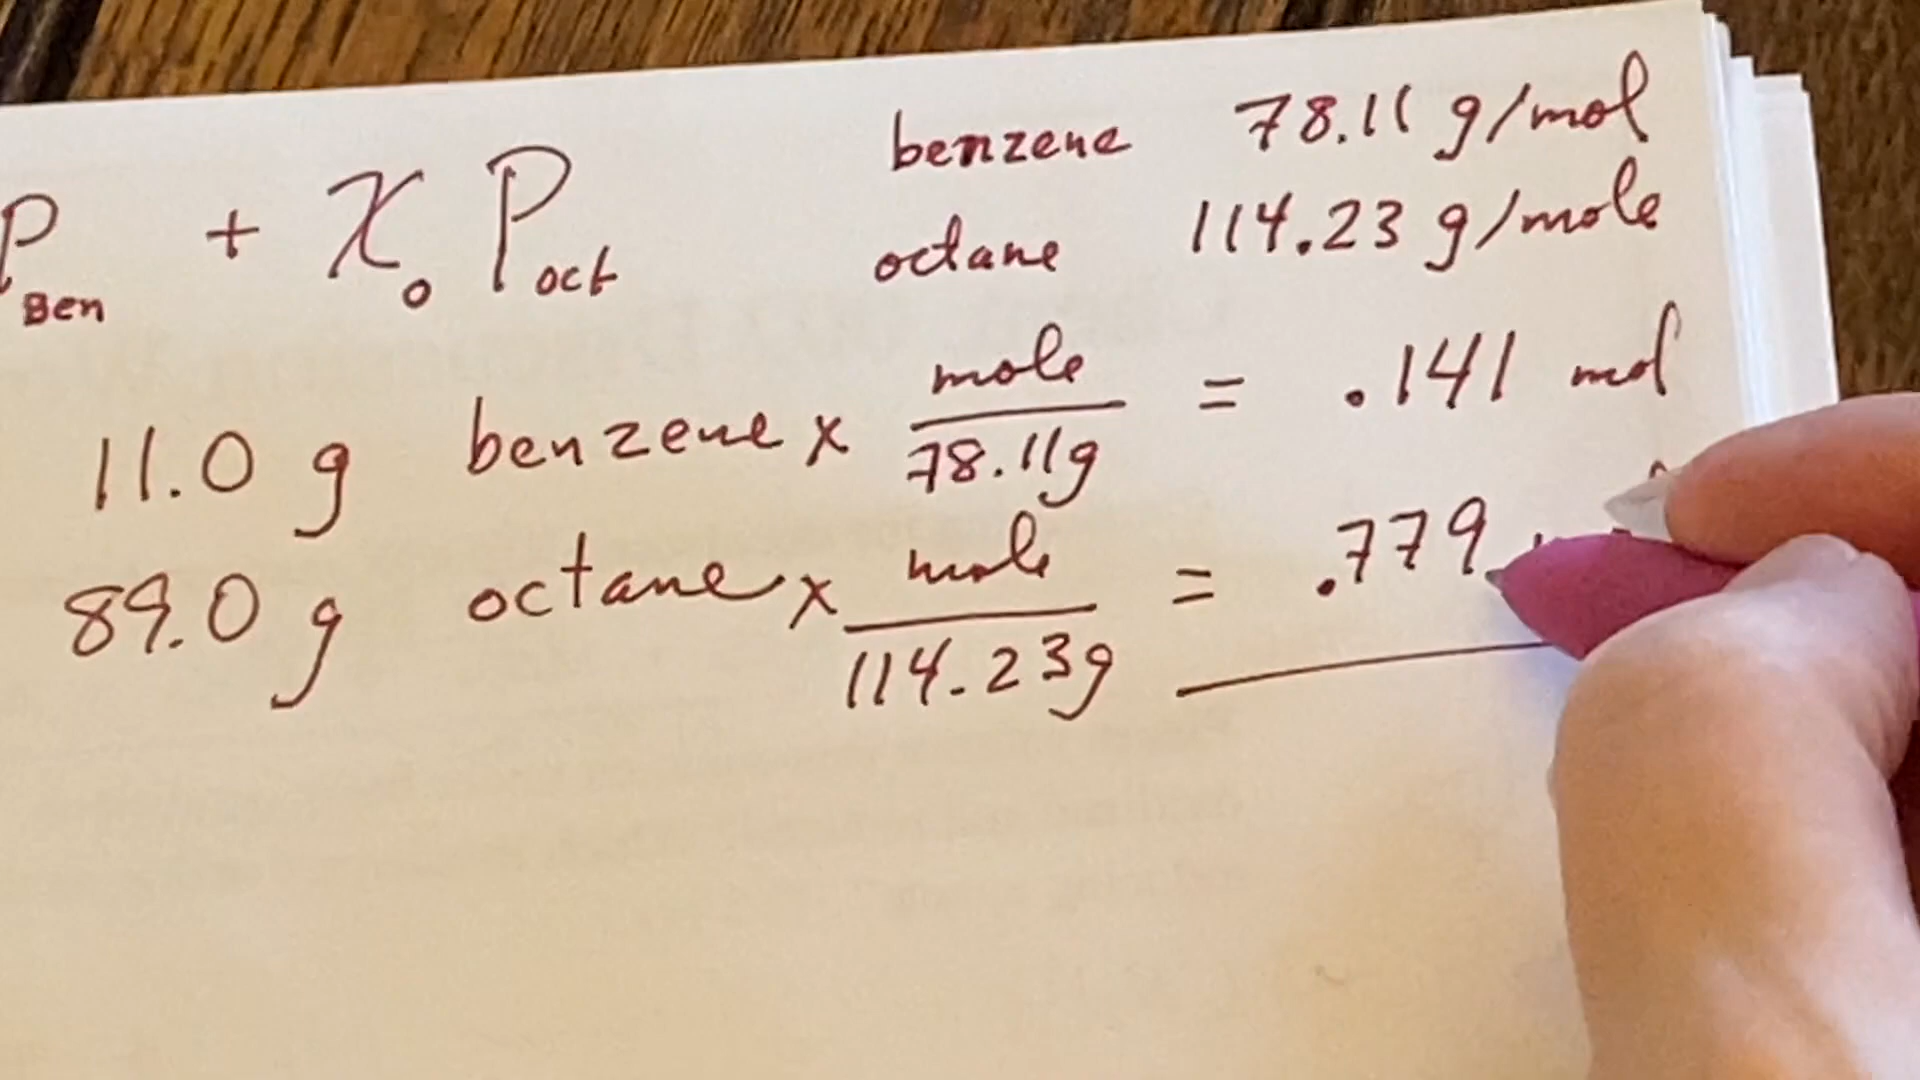 benzene 78.11 g/mol
P Ben + X o P oct
octane 114.23 g/mole
11.0 g benzene x mole / 78.11g = .141 mol
89.0 g octane x mole / 114.23g = .779